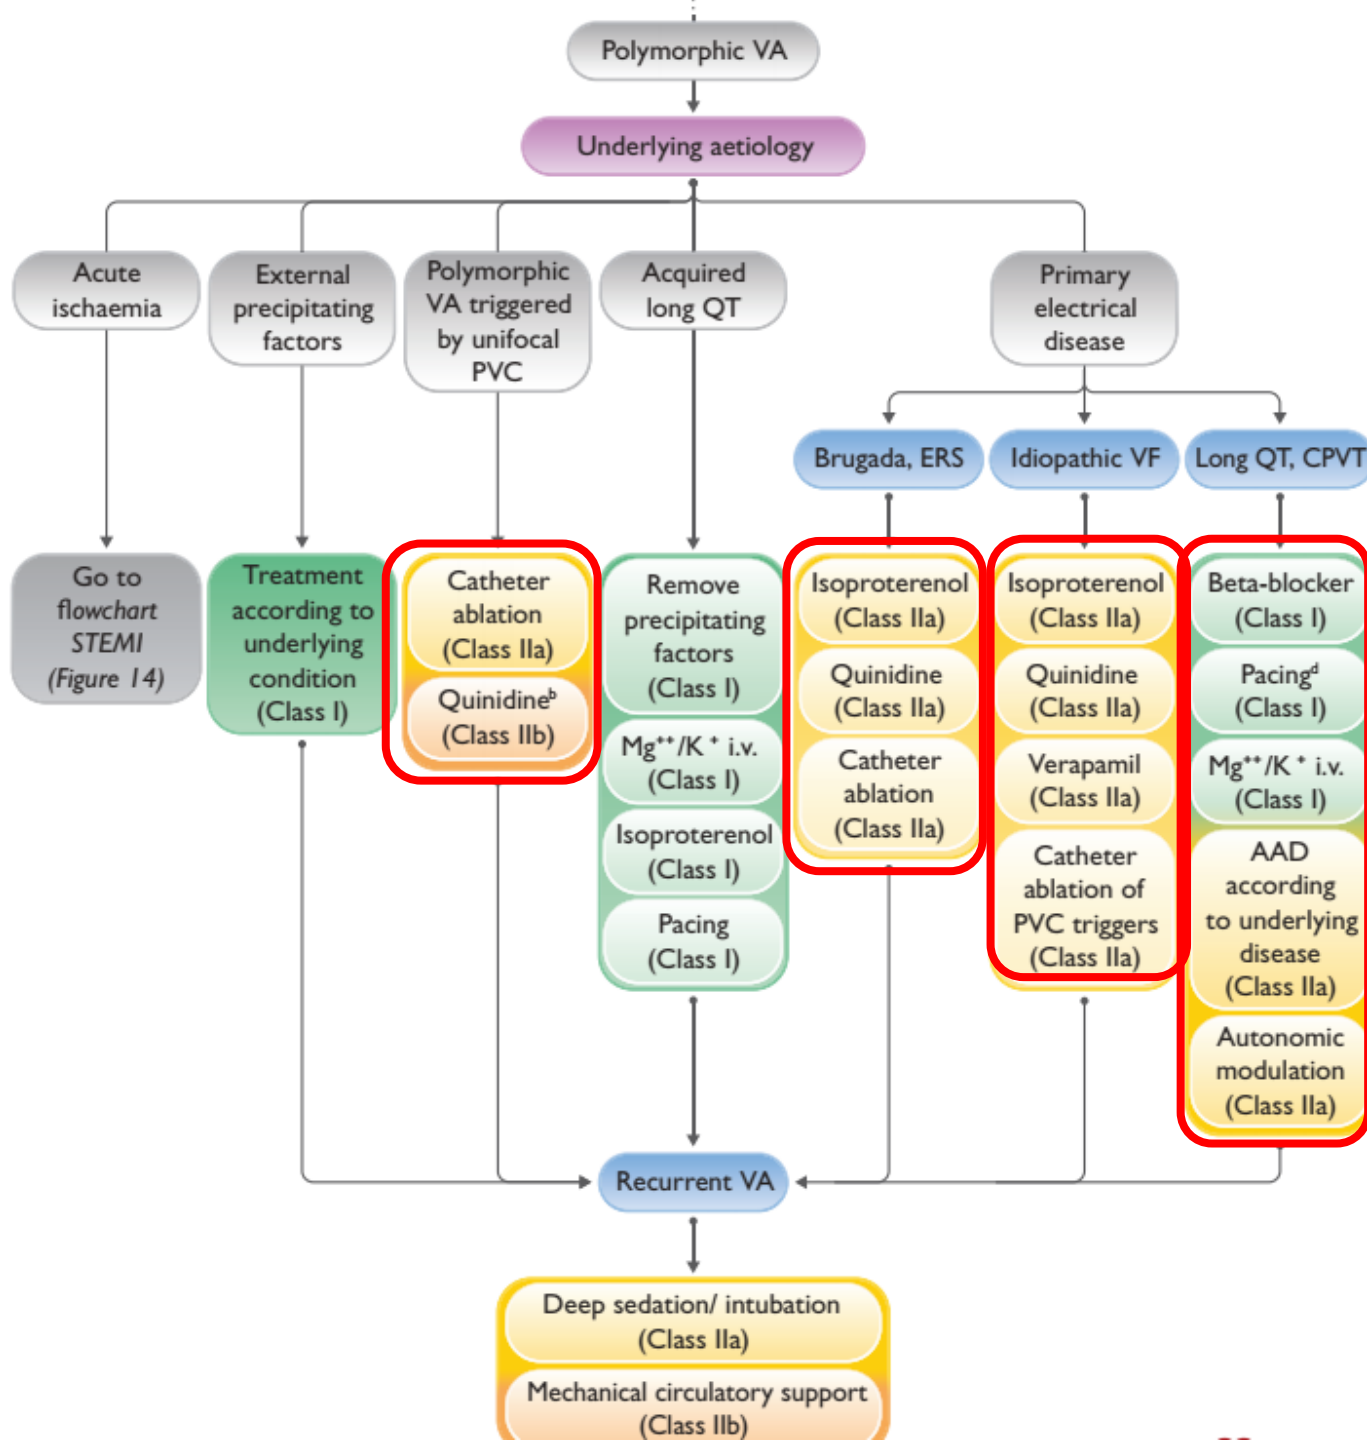 Polymorphic VA
Underlying aetiology
Acute
ischaemia
External
precipitating
factors
Polymorphic
VA triggered
by unifocal
PVC
Acquired
long QT
Primary
electrical
disease
Brugada, ERS
Idiopathic VF
Long QT, CPVT
Go to
flowchart
STEMI
(Figure 14)
Treatment
according to
underlying
condition
(Class I)
Catheter
ablation
(Class IIa)
Quinidineᵇ
(Class IIb)
Remove
precipitating
factors
(Class I)
Mg⁺⁺/K⁺ i.v.
(Class I)
Isoproterenol
(Class I)
Pacing
(Class I)
Isoproterenol
(Class IIa)
Quinidine
(Class IIa)
Catheter
ablation
(Class IIa)
Isoproterenol
(Class IIa)
Quinidine
(Class IIa)
Verapamil
(Class IIa)
Catheter
ablation of
PVC triggers
(Class IIa)
Beta-blocker
(Class I)
Pacingᵈ
(Class I)
Mg⁺⁺/K⁺ i.v.
(Class I)
AAD
according
to underlying
disease
(Class IIa)
Autonomic
modulation
(Class IIa)
Recurrent VA
Deep sedation/ intubation
(Class IIa)
Mechanical circulatory support
(Class IIb)